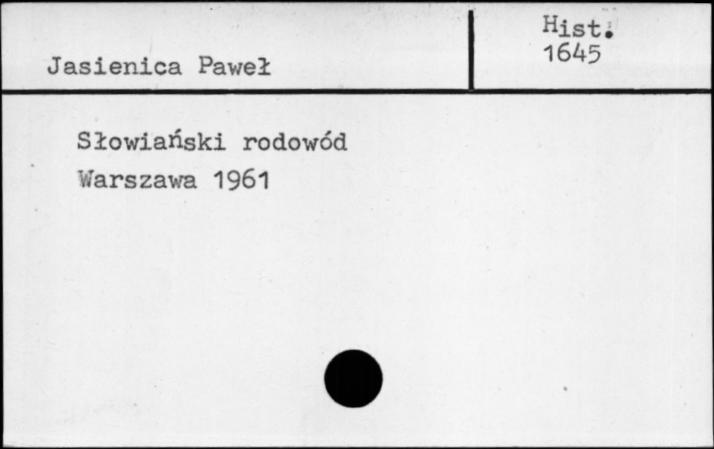 Jasienica Paweł
Hist.
1645
Słowiański rodowód
Warszawa 1961